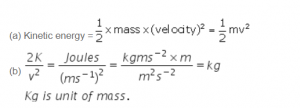 (a) Kinetic energy = 1/2 x mass x (velocity)² = 1/2 mv²
(b) 2K/v² = Joules/(ms⁻¹)² = kgms⁻² × m/m²s⁻² = kg
Kg is unit of mass.